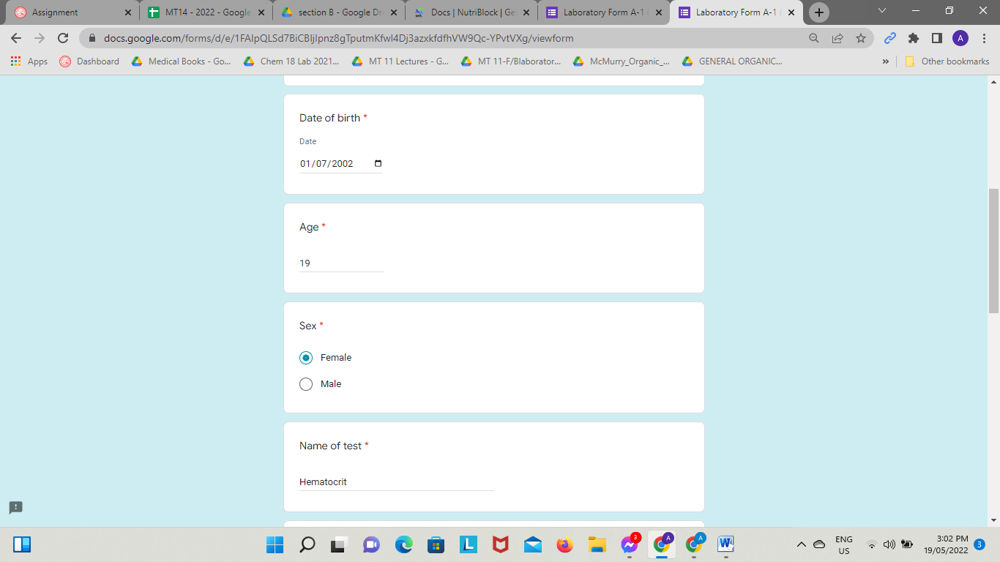 Assignment
MT14 - 2022 - Google
section B - Google Dri
Docs | NutriBlock | Get
Laboratory Form A-1 (
Laboratory Form A-1 (
docs.google.com/forms/d/e/1FAIpQLSd7BiCBljIpnz8gTputmKfwI4Dj3azxkfdfhVW9Qc-YPvtVXg/viewform
A
Apps
Dashboard
Medical Books - Go...
Chem 18 Lab 2021...
MT 11 Lectures - G...
MT 11-F/Blaborator...
McMurry_Organic_...
GENERAL ORGANIC...
»
Other bookmarks
Date of birth *
Date
01/07/2002
Age *
19
Sex *
Female
Male
Name of test *
Hematocrit
3
A
A
ENG
US
3:02 PM
19/05/2022
3